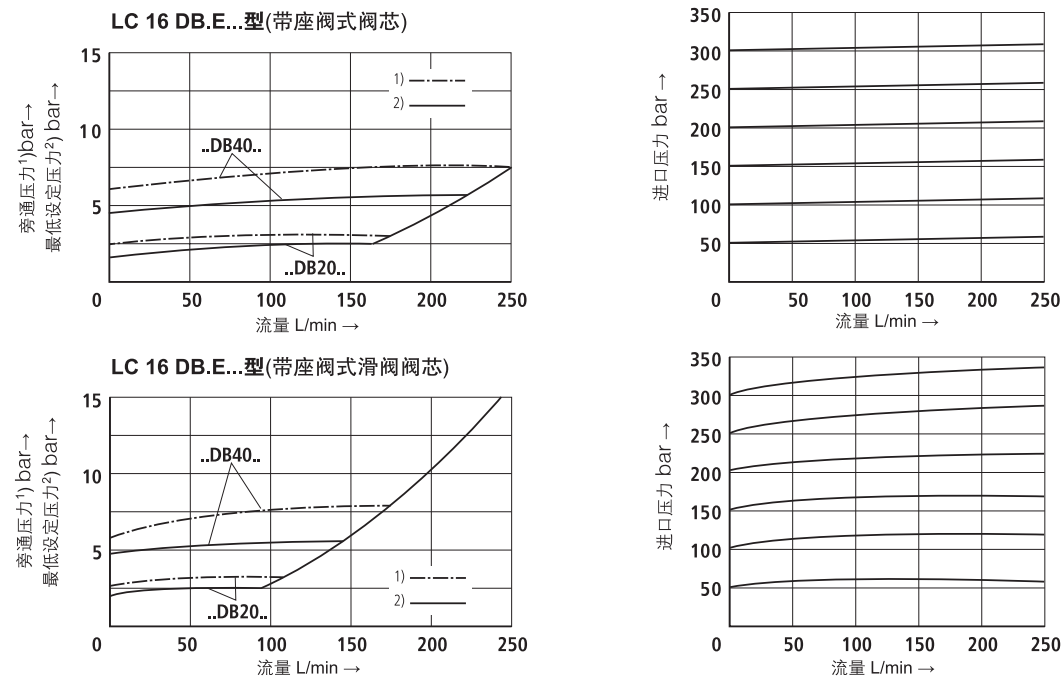 LC 16 DB.E...型(带座阀式阀芯)
旁通压力¹⁾bar→
最低设定压力²⁾ bar→
15
10
5
0 50 100 150 200 250
1)
2)
..DB40..
..DB20..
流量 L/min →
进口压力 bar →
350
300
250
200
150
100
50
0 50 100 150 200 250
流量 L/min →
LC 16 DB.E...型(带座阀式滑阀阀芯)
旁通压力¹⁾ bar→
最低设定压力²⁾ bar→
15
10
5
0 50 100 150 200 250
..DB40..
..DB20..
1)
2)
流量 L/min →
进口压力 bar →
350
300
250
200
150
100
50
0 50 100 150 200 250
流量 L/min →